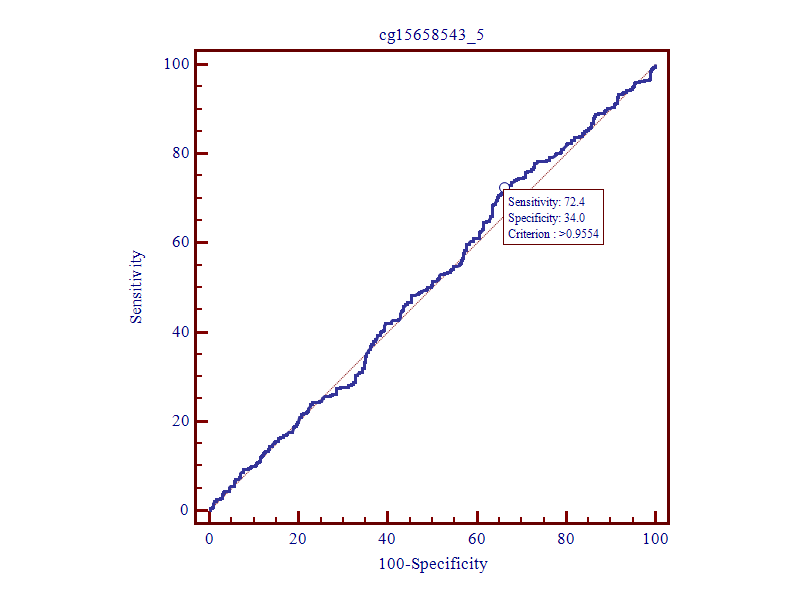 cg15658543_5
100
80
60
40
20
0
Sensitivity
Sensitivity: 72.4
Specificity: 34.0
Criterion : >0.9554
0 20 40 60 80 100
100-Specificity